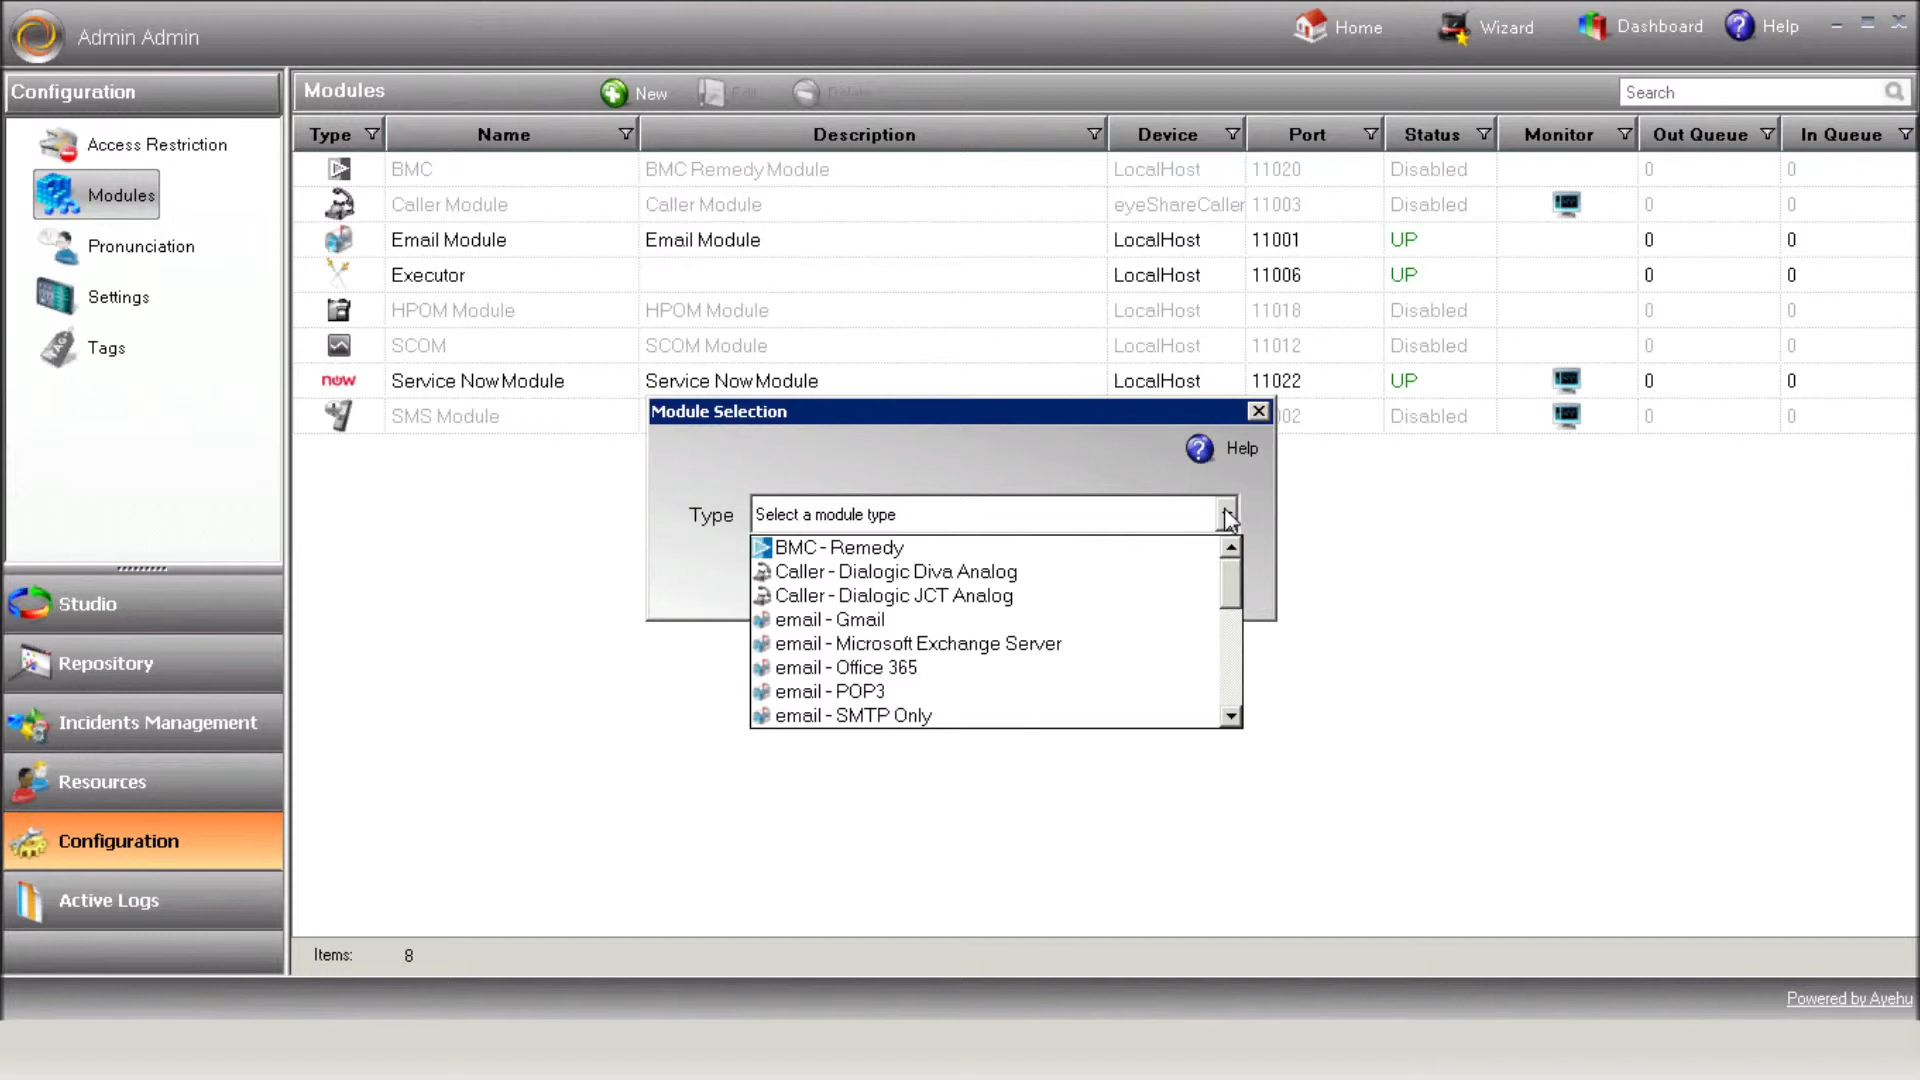 Admin Admin
Home
Wizard
Dashboard
Help
Configuration
Access Restriction
Modules
Pronunciation
Settings
Tags
Studio
Repository
Incidents Management
Resources
Configuration
Active Logs
Modules
New
Edit
Delete
Search
Type Name Description Device Port Status Monitor Out Queue In Queue
BMC BMC Remedy Module LocalHost 11020 Disabled 0 0
Caller Module Caller Module eyeShareCaller 11003 Disabled 0 0
Email Module Email Module LocalHost 11001 UP 0 0
Executor LocalHost 11006 UP 0 0
HPOM Module HPOM Module LocalHost 11018 Disabled 0 0
SCOM SCOM Module LocalHost 11012 Disabled 0 0
now Service Now Module Service Now Module LocalHost 11022 UP 0 0
SMS Module 002 Disabled 0 0
Module Selection
Help
Type Select a module type
BMC - Remedy
Caller - Dialogic Diva Analog
Caller - Dialogic JCT Analog
email - Gmail
email - Microsoft Exchange Server
email - Office 365
email - POP3
email - SMTP Only
Items: 8
Powered by Ayehu